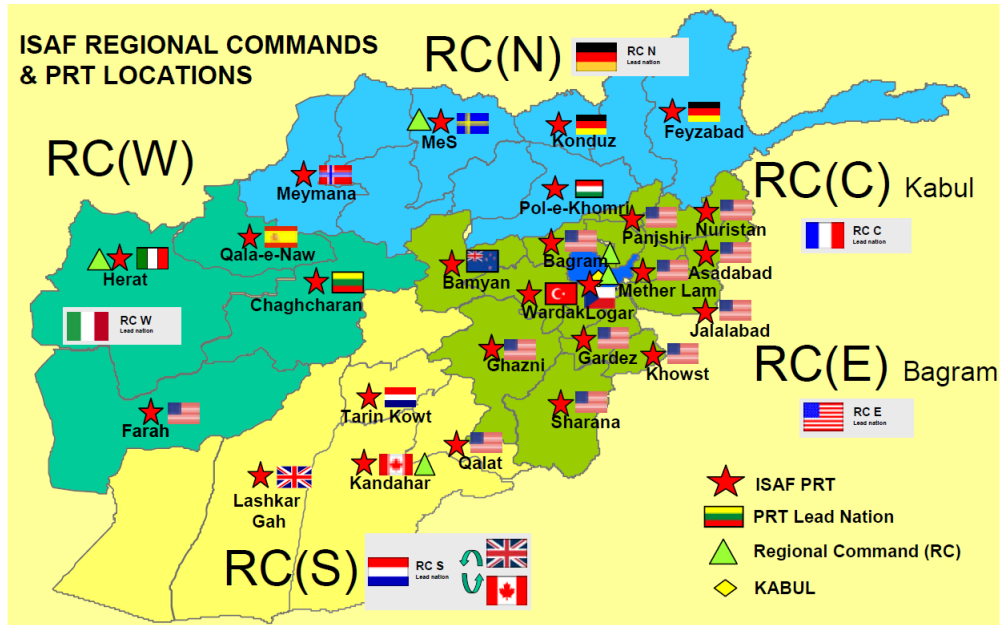 ISAF REGIONAL COMMANDS
& PRT LOCATIONS
RC(N)
RC N
Lead nation
RC(W)
MeS
Konduz
Feyzabad
Meymana
Pol-e-Khomri
RC(C) Kabul
RC C
Lead nation
Panjshir
Nuristan
Qala-e-Naw
Bagram
Asadabad
Herat
Bamyan
Mether Lam
Chaghcharan
Wardak
Logar
Jalalabad
RC W
Lead nation
Ghazni
Gardez
Khowst
RC(E) Bagram
RC E
Lead nation
Farah
Tarin Kowt
Sharana
Qalat
Kandahar
Lashkar
Gah
RC(S)
RC S
Lead nation
ISAF PRT
PRT Lead Nation
Regional Command (RC)
KABUL